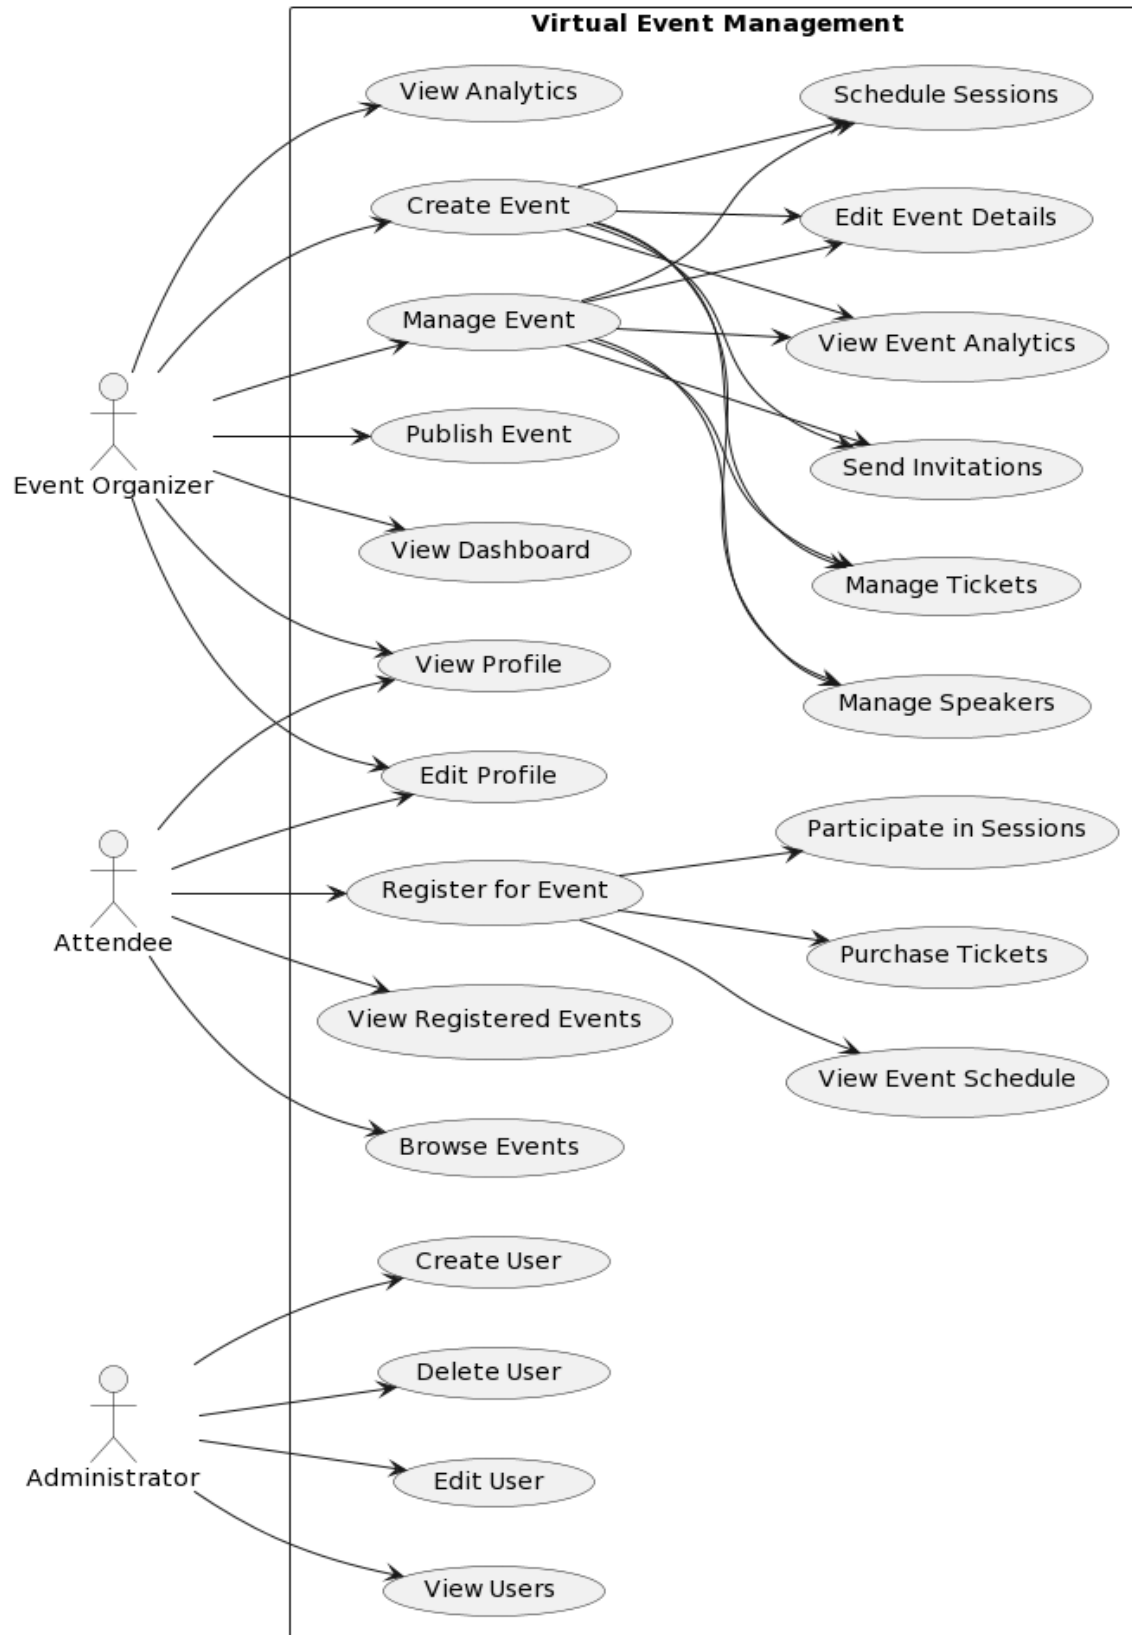 Virtual Event Management
View Analytics
Schedule Sessions
Create Event
Edit Event Details
Manage Event
View Event Analytics
Publish Event
Send Invitations
Event Organizer
View Dashboard
Manage Tickets
View Profile
Manage Speakers
Edit Profile
Participate in Sessions
Register for Event
Attendee
Purchase Tickets
View Registered Events
View Event Schedule
Browse Events
Create User
Delete User
Administrator
Edit User
View Users